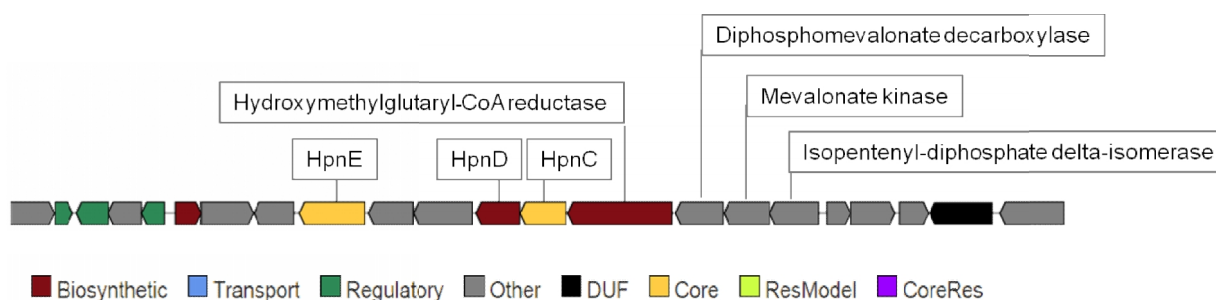 Diphosphomevalonate decarboxylase
Hydroxymethylglutaryl-CoA reductase
Mevalonate kinase
HpnE
HpnD
HpnC
Isopentenyl-diphosphate delta-isomerase
Biosynthetic
Transport
Regulatory
Other
DUF
Core
ResModel
CoreRes